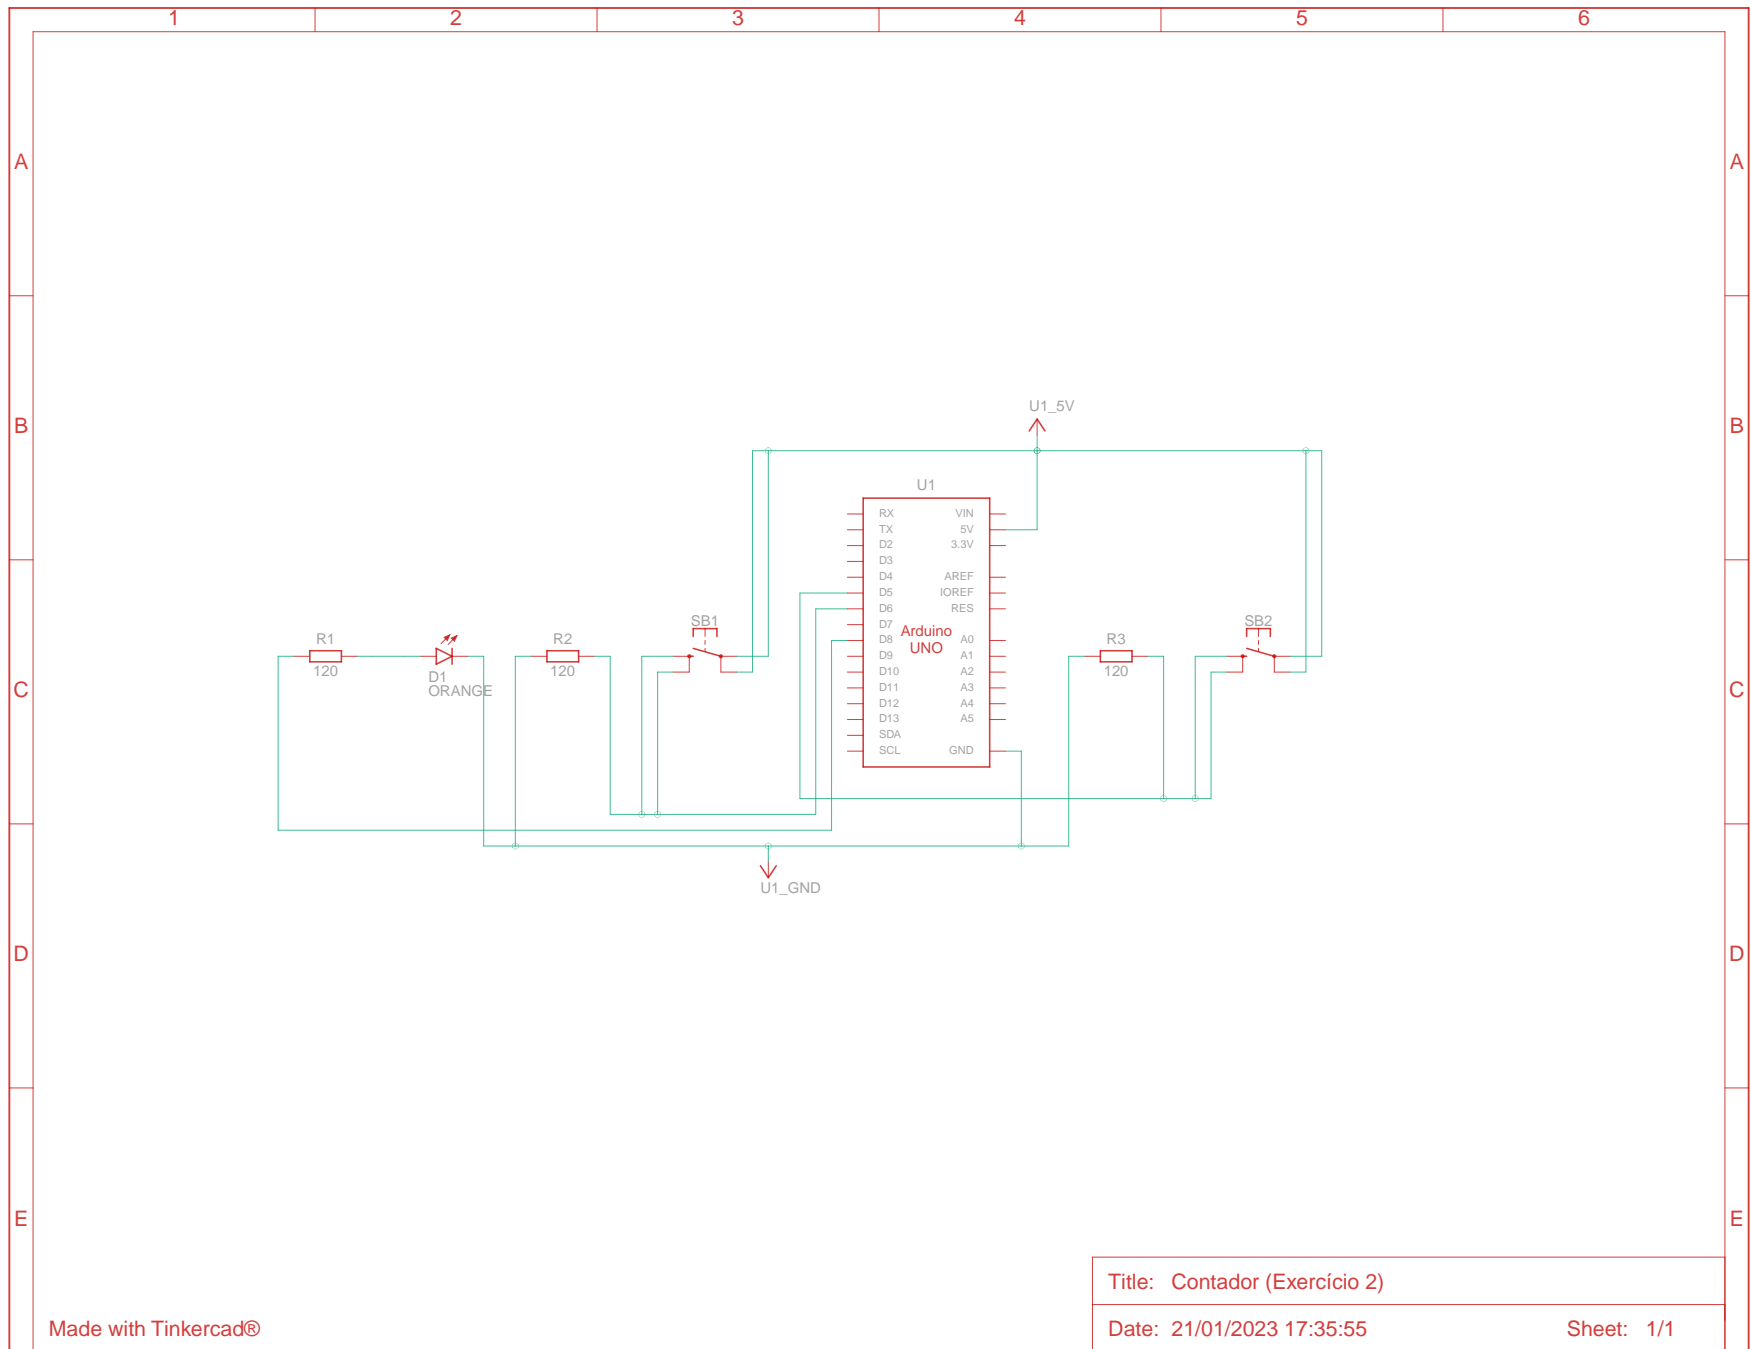 1 2 3 4 5 6
A A
B B
C C
D D
E E
U1_5V
U1
RX VIN
TX 5V
D2 3.3V
D3
D4 AREF
D5 IOREF
D6 RES
D7
D8 A0
D9 A1
D10 A2
D11 A3
D12 A4
D13 A5
SDA
SCL GND
Arduino
UNO
R1
120
D1
ORANGE
R2
120
SB1
R3
120
SB2
U1_GND
Title: Contador (Exercício 2)
Made with Tinkercad®
Date: 21/01/2023 17:35:55 Sheet: 1/1